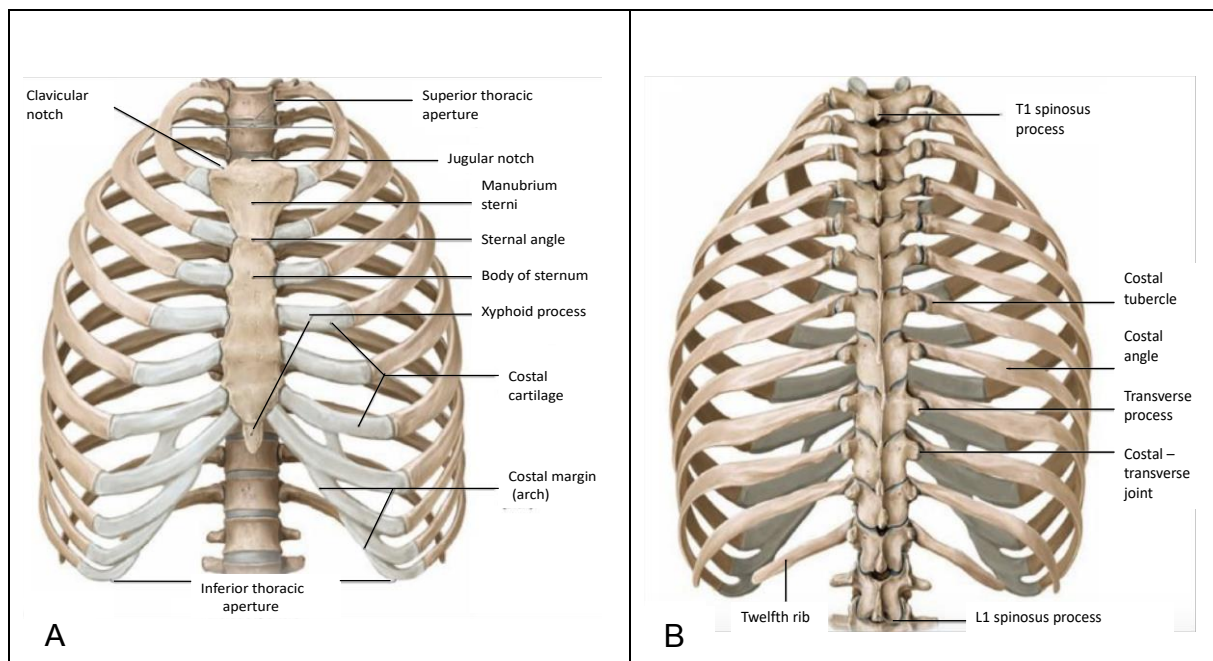 Clavicular
notch
Superior thoracic
aperture
Jugular notch
Manubrium
sterni
Sternal angle
Body of sternum
Xyphoid process
Costal
cartilage
Costal margin
(arch)
Inferior thoracic
aperture
A
T1 spinosus
process
Costal
tubercle
Costal
angle
Transverse
process
Costal –
transverse
joint
Twelfth rib
L1 spinosus process
B